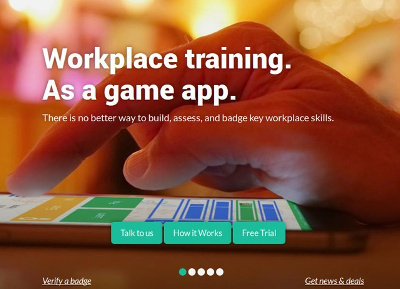 Workplace training.
As a game app.
There is no better way to build, assess, and badge key workplace skills.
Talk to us
How it Works
Free Trial
Verify a badge
Get news & deals